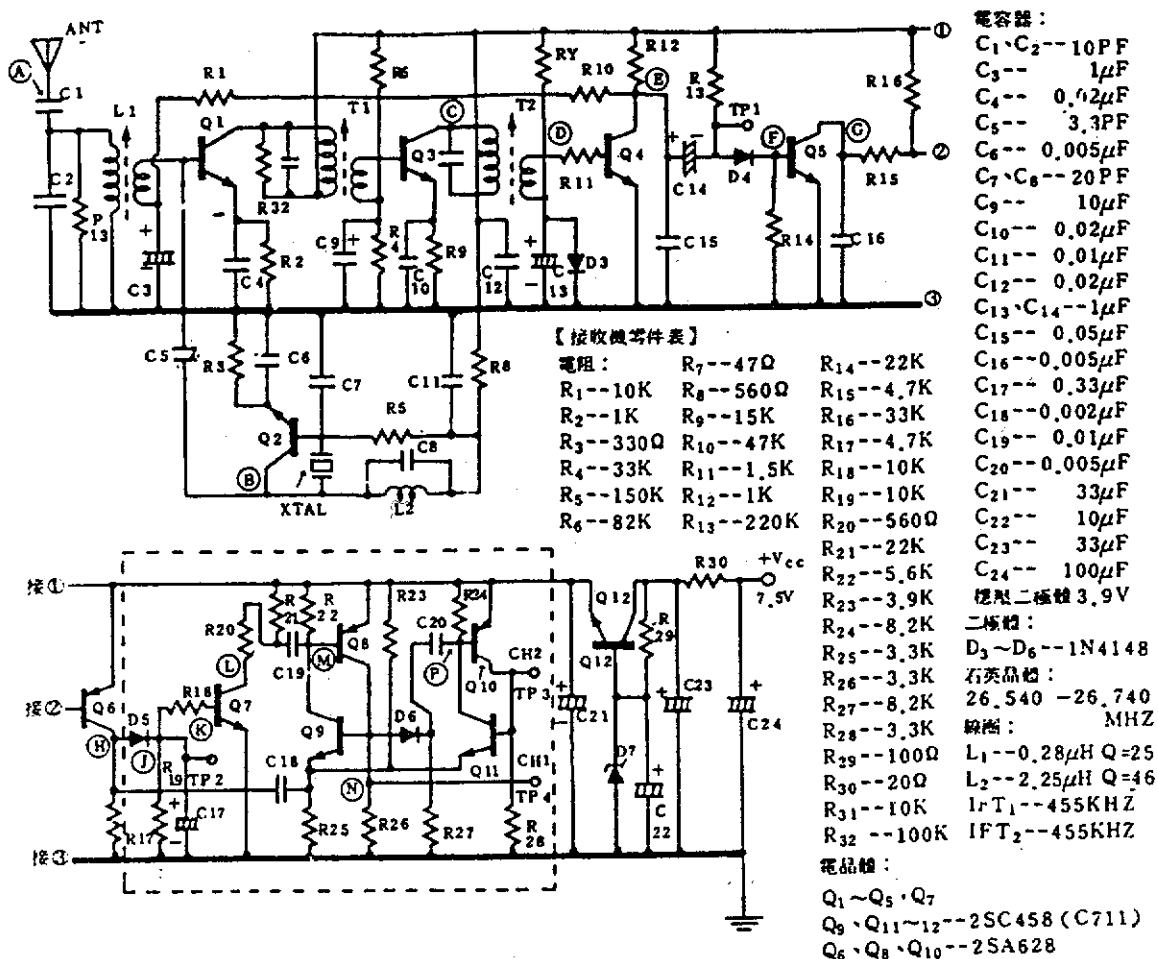 ANT
Ⓐ
C1
C2
P13
L1
R1
C3
Q1
R32
C4
R2
T1
R6
C9
R4
Ⓒ
Q3
C10
R9
T2
C12
RY
Ⓓ
R10
R11
C13
D3
R12
Ⓔ
Q4
C14
C15
R13
TP1
D4
Ⓕ
R14
Q5
Ⓖ
C16
R15
R16
①
②
③
C5
R3
C6
C7
C11
R8
R5
Q2
Ⓑ
XTAL
C8
L2
【接收機零件表】
電阻：
R₁--10K
R₂--1K
R₃--330Ω
R₄--33K
R₅--150K
R₆--82K
R₇--47Ω
R₈--560Ω
R₉--15K
R₁₀--47K
R₁₁--1.5K
R₁₂--1K
R₁₃--220K
R₁₄--22K
R₁₅--4.7K
R₁₆--33K
R₁₇--4.7K
R₁₈--10K
R₁₉--10K
R₂₀--560Ω
R₂₁--22K
R₂₂--5.6K
R₂₃--3.9K
R₂₄--8.2K
R₂₅--3.3K
R₂₆--3.3K
R₂₇--8.2K
R₂₈--3.3K
R₂₉--100Ω
R₃₀--20Ω
R₃₁--10K
R₃₂--100K
電容器：
C₁、C₂--10PF
C₃-- 1μF
C₄-- 0.02μF
C₅-- 3.3PF
C₆--0.005μF
C₇、C₈--20PF
C₉-- 10μF
C₁₀--0.02μF
C₁₁--0.01μF
C₁₂--0.02μF
C₁₃、C₁₄--1μF
C₁₅--0.05μF
C₁₆--0.005μF
C₁₇--0.33μF
C₁₈--0.002μF
C₁₉--0.01μF
C₂₀--0.005μF
C₂₁-- 33μF
C₂₂-- 10μF
C₂₃-- 33μF
C₂₄-- 100μF
穩壓二極體3.9V
二極體：
D₃~D₆--1N4148
石英晶體：
26.540 -26.740
MHZ
線圈：
L₁--0.28μH Q=25
L₂--2.25μH Q=46
IFT₁--455KHZ
IFT₂--455KHZ
電晶體：
Q₁~Q₅、Q₇
Q₉、Q₁₁~₁₂--2SC458(C711)
Q₆、Q₈、Q₁₀--2SA628
接①
接②
接③
Q6
Ⓗ
R17
D5
Ⓙ
R18
Ⓚ
R19
TP2
C17
R20
Ⓛ
Q7
R21
C19
R22
Ⓜ
Q8
Q9
C18
R25
R23
D6
Ⓝ
R26
R27
C20
Ⓟ
R24
Q10
Q11
CH2
TP3
CH1
TP4
R28
C21
Q12
Q12
R29
D7
C22
C23
R30
C24
+Vcc
7.5V